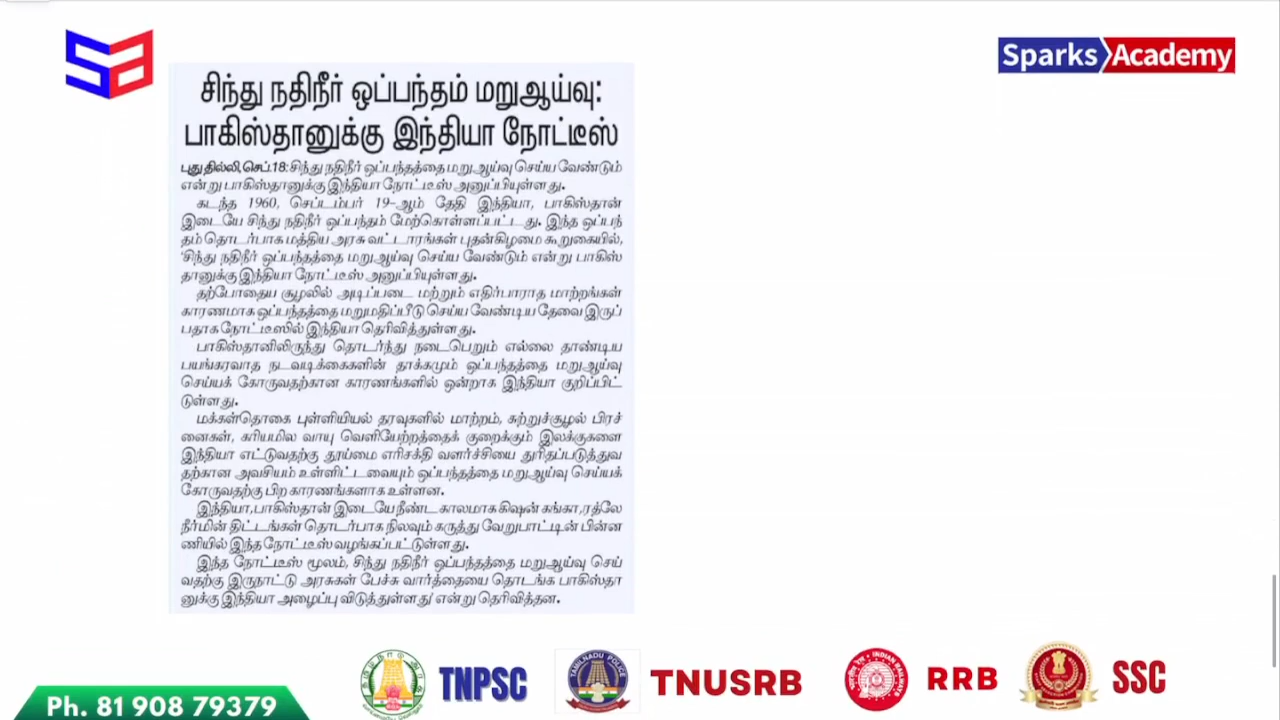 Sparks Academy
சிந்து நதிநீர் ஒப்பந்தம் மறுஆய்வு:
பாகிஸ்தானுக்கு இந்தியா நோட்டீஸ்
புது தில்லி, செப்.18: சிந்து நதிநீர் ஒப்பந்தத்தை மறுஆய்வு செய்ய வேண்டும்
என்று பாகிஸ்தானுக்கு இந்தியா நோட்டீஸ் அனுப்பியுள்ளது.
கடந்த 1960, செப்டம்பர் 19-ஆம் தேதி இந்தியா, பாகிஸ்தான்
இடையே சிந்து நதிநீர் ஒப்பந்தம் மேற்கொள்ளப்பட்டது. இந்த ஒப்பந்
தம் தொடர்பாக மத்திய அரசு வட்டாரங்கள் புதன்கிழமை கூறுகையில்,
'சிந்து நதிநீர் ஒப்பந்தத்தை மறுஆய்வு செய்ய வேண்டும் என்று பாகிஸ்
தானுக்கு இந்தியா நோட்டீஸ் அனுப்பியுள்ளது.
தற்போதைய சூழலில் அடிப்படை மற்றும் எதிர்பாராத மாற்றங்கள்
காரணமாக ஒப்பந்தத்தை மறுமதிப்பீடு செய்ய வேண்டிய தேவை இருப்
பதாக நோட்டீஸில் இந்தியா தெரிவித்துள்ளது.
பாகிஸ்தானிலிருந்து தொடர்ந்து நடைபெறும் எல்லை தாண்டிய
பயங்கரவாத நடவடிக்கைகளின் தாக்கமும் ஒப்பந்தத்தை மறுஆய்வு
செய்யக் கோருவதற்கான காரணங்களில் ஒன்றாக இந்தியா குறிப்பிட்
டுள்ளது.
மக்கள்தொகை புள்ளியியல் தரவுகளில் மாற்றம், சுற்றுச்சூழல் பிரச்
னைகள், கரியமில வாயு வெளியேற்றத்தைக் குறைக்கும் இலக்குகளை
இந்தியா எட்டுவதற்கு தூய்மை எரிசக்தி வளர்ச்சியை துரிதப்படுத்துவ
தற்கான அவசியம் உள்ளிட்டவையும் ஒப்பந்தத்தை மறுஆய்வு செய்யக்
கோருவதற்கு பிற காரணங்களாக உள்ளன.
இந்தியா, பாகிஸ்தான் இடையே நீண்ட காலமாக கிஷன் கங்கா, ரத்லே
நீர்மின் திட்டங்கள் தொடர்பாக நிலவும் கருத்து வேறுபாட்டின் பின்ன
ணியில் இந்த நோட்டீஸ் வழங்கப்பட்டுள்ளது.
இந்த நோட்டீஸ் மூலம், சிந்து நதிநீர் ஒப்பந்தத்தை மறுஆய்வு செய்
வதற்கு இருநாட்டு அரசுகள் பேச்சு வார்த்தையை தொடங்க பாகிஸ்தா
னுக்கு இந்தியா அழைப்பு விடுத்துள்ளது' என்று தெரிவித்தன.
TNPSC TNUSRB RRB SSC
Ph. 81 908 79379